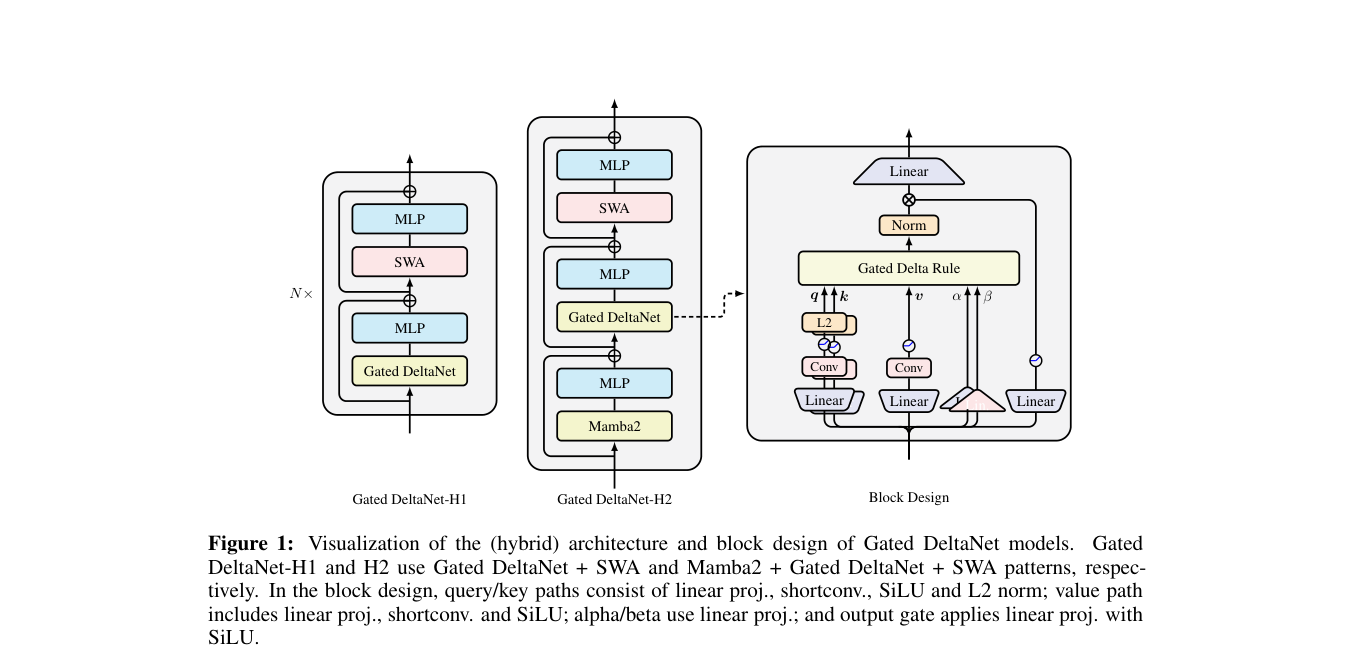 N×
MLP
SWA
MLP
Gated DeltaNet
Gated DeltaNet-H1
MLP
SWA
MLP
Gated DeltaNet
MLP
Mamba2
Gated DeltaNet-H2
Linear
Norm
Gated Delta Rule
q k v α β
L2
Conv Conv
Linear Linear Linear
Block Design
Figure 1: Visualization of the (hybrid) architecture and block design of Gated DeltaNet models. Gated
DeltaNet-H1 and H2 use Gated DeltaNet + SWA and Mamba2 + Gated DeltaNet + SWA patterns, respec-
tively. In the block design, query/key paths consist of linear proj., shortconv., SiLU and L2 norm; value path
includes linear proj., shortconv. and SiLU; alpha/beta use linear proj.; and output gate applies linear proj. with
SiLU.